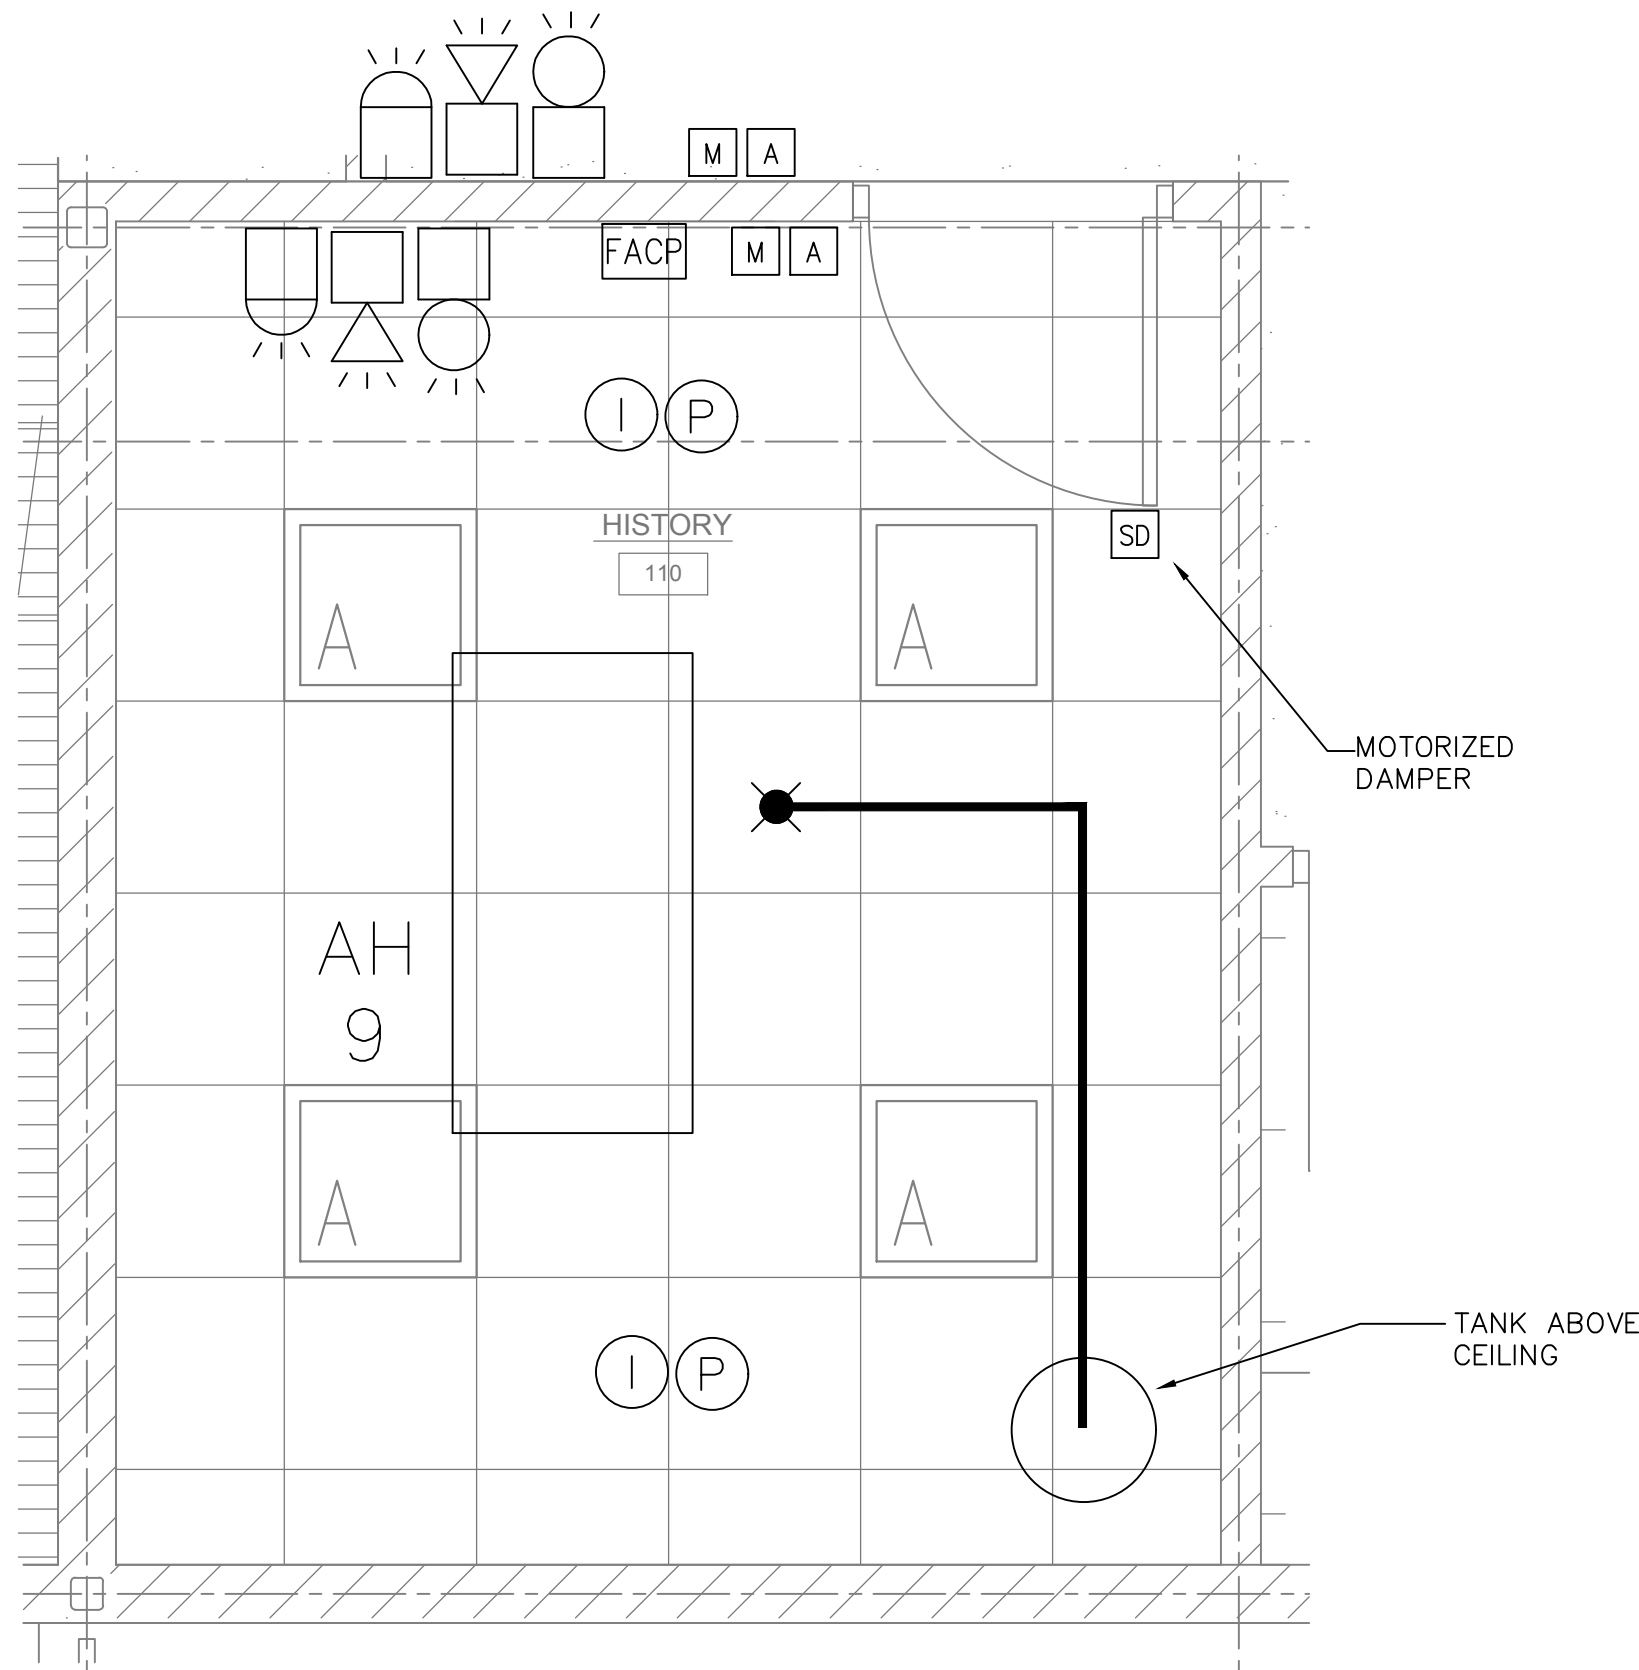 M A
FACP M A
I P
HISTORY
110
SD
A A
MOTORIZED
DAMPER
AH
9
A A
TANK ABOVE
CEILING
I P